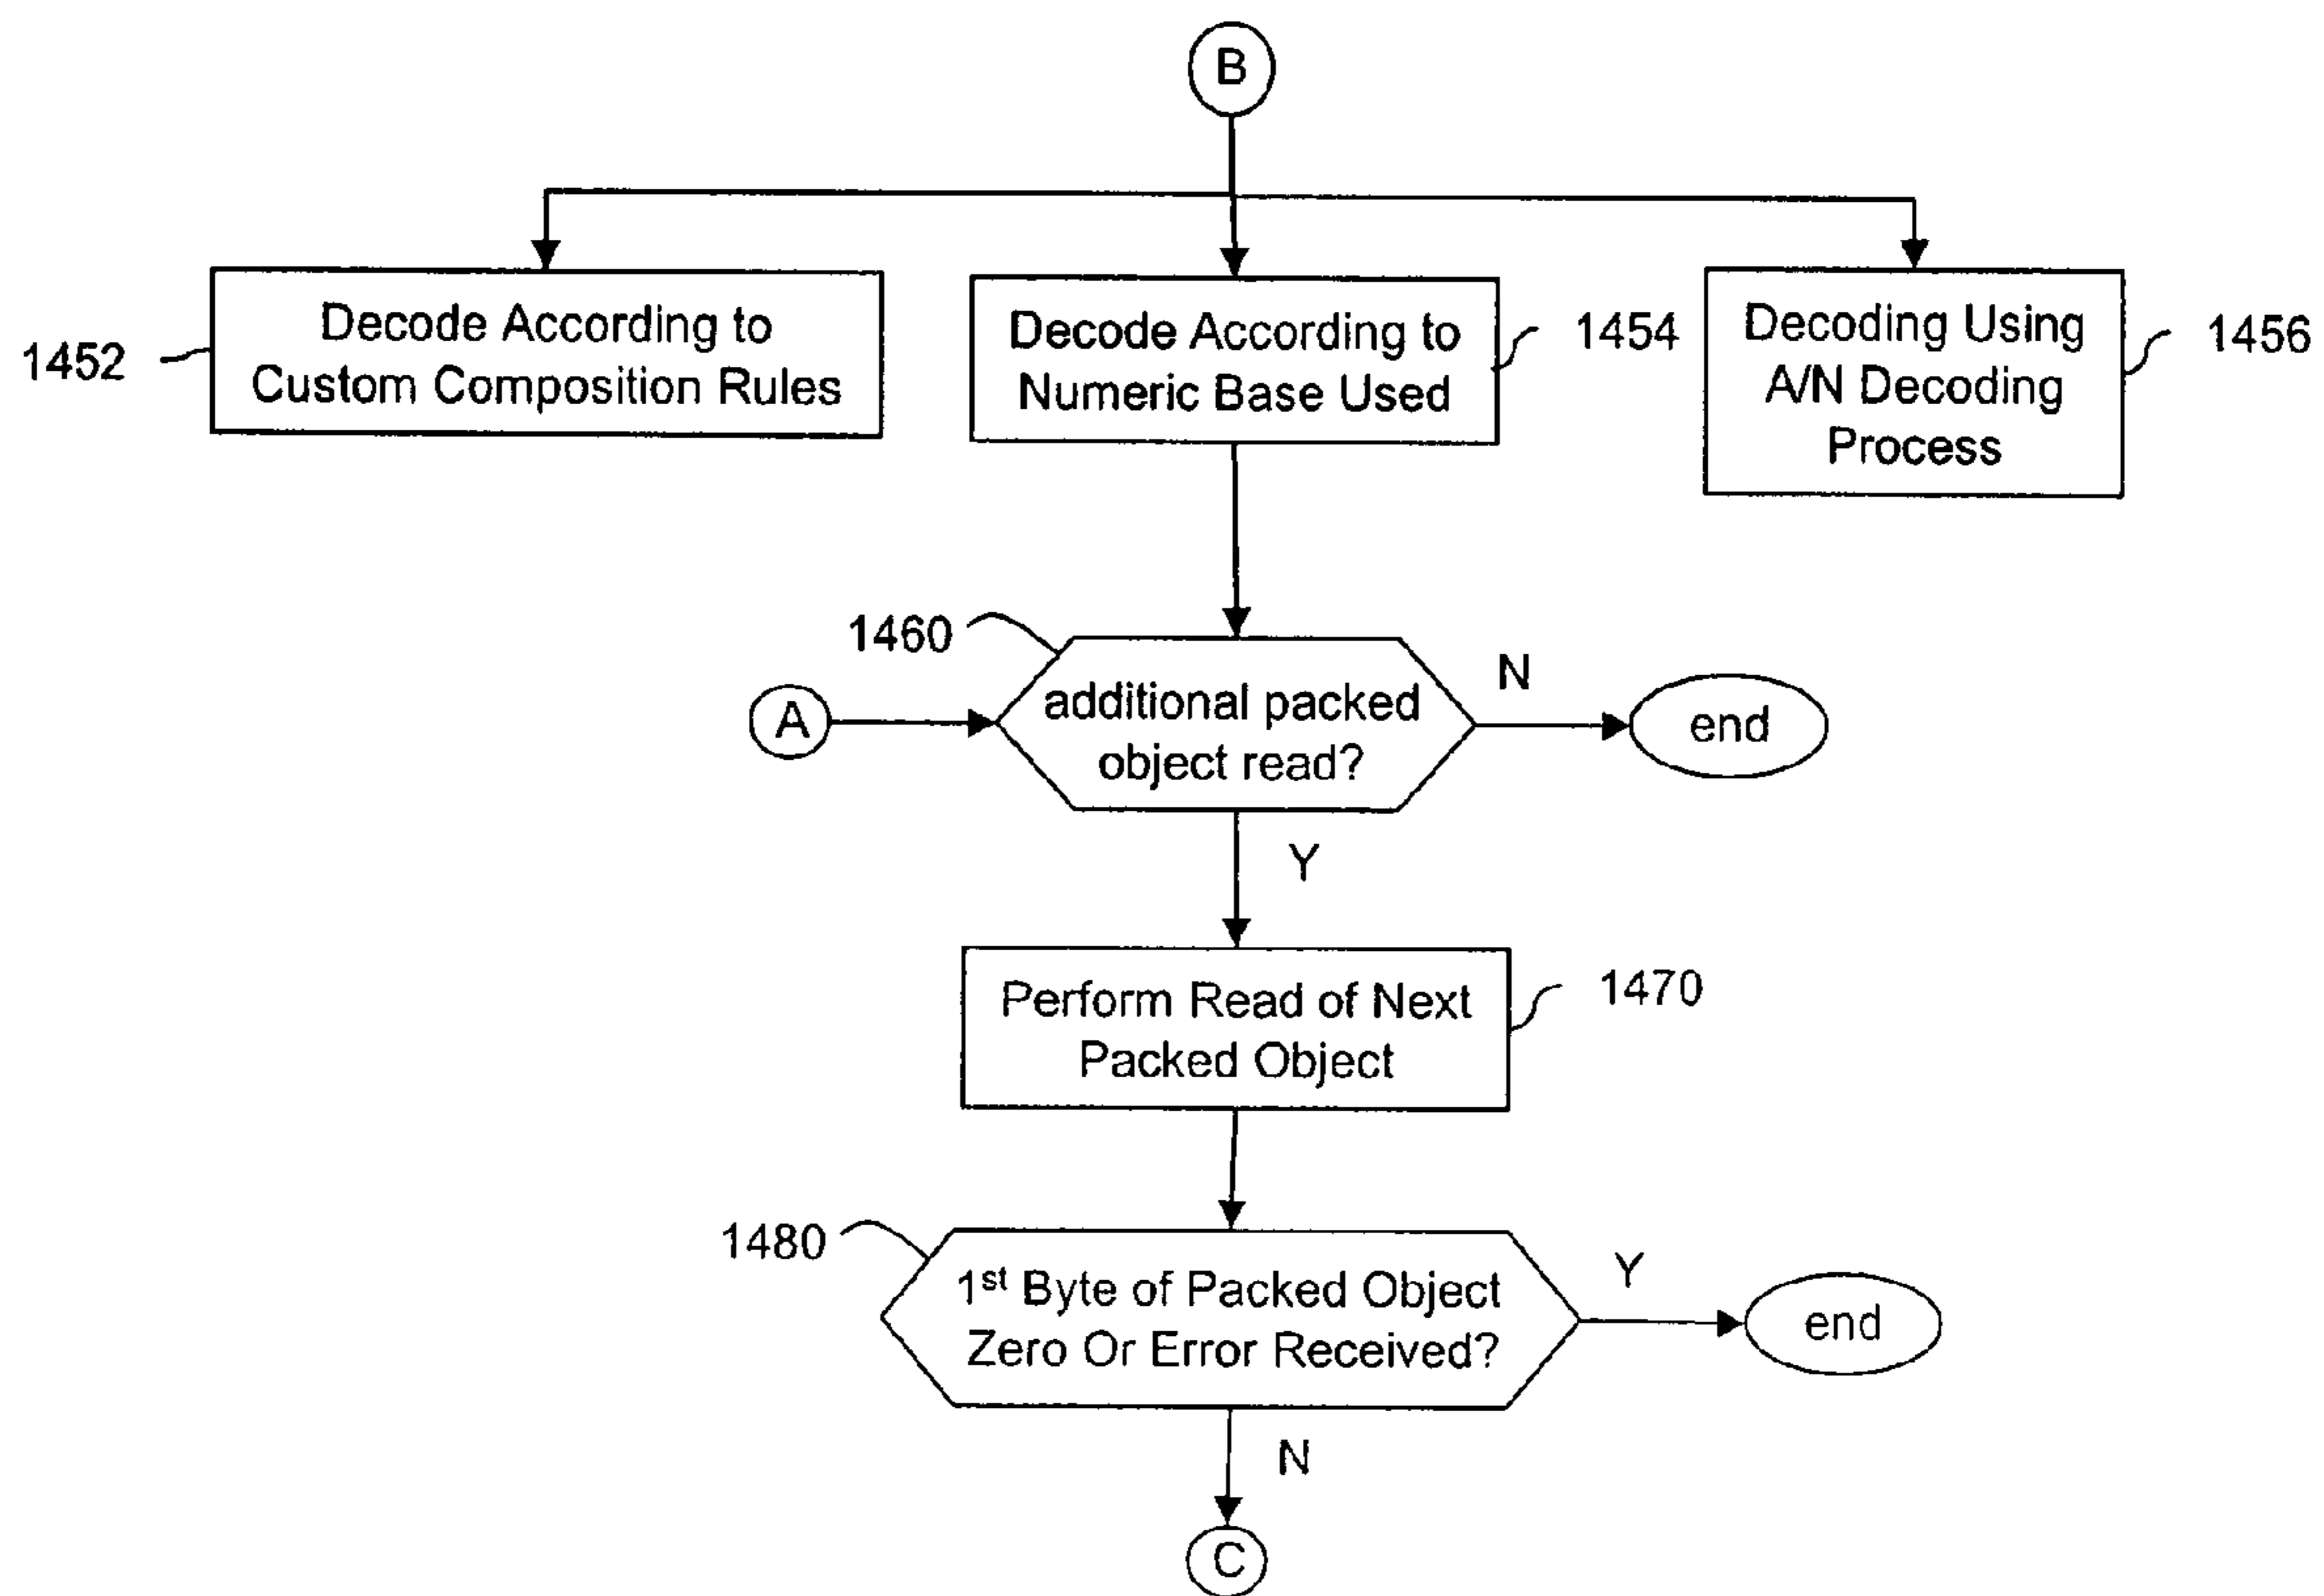 B
Decode According to
Custom Composition Rules
1452
Decode According to
Numeric Base Used
1454
Decoding Using
A/N Decoding
Process
1456
1460
A
additional packed
object read?
N
end
Y
Perform Read of Next
Packed Object
1470
1480
1st Byte of Packed Object
Zero Or Error Received?
Y
end
N
C